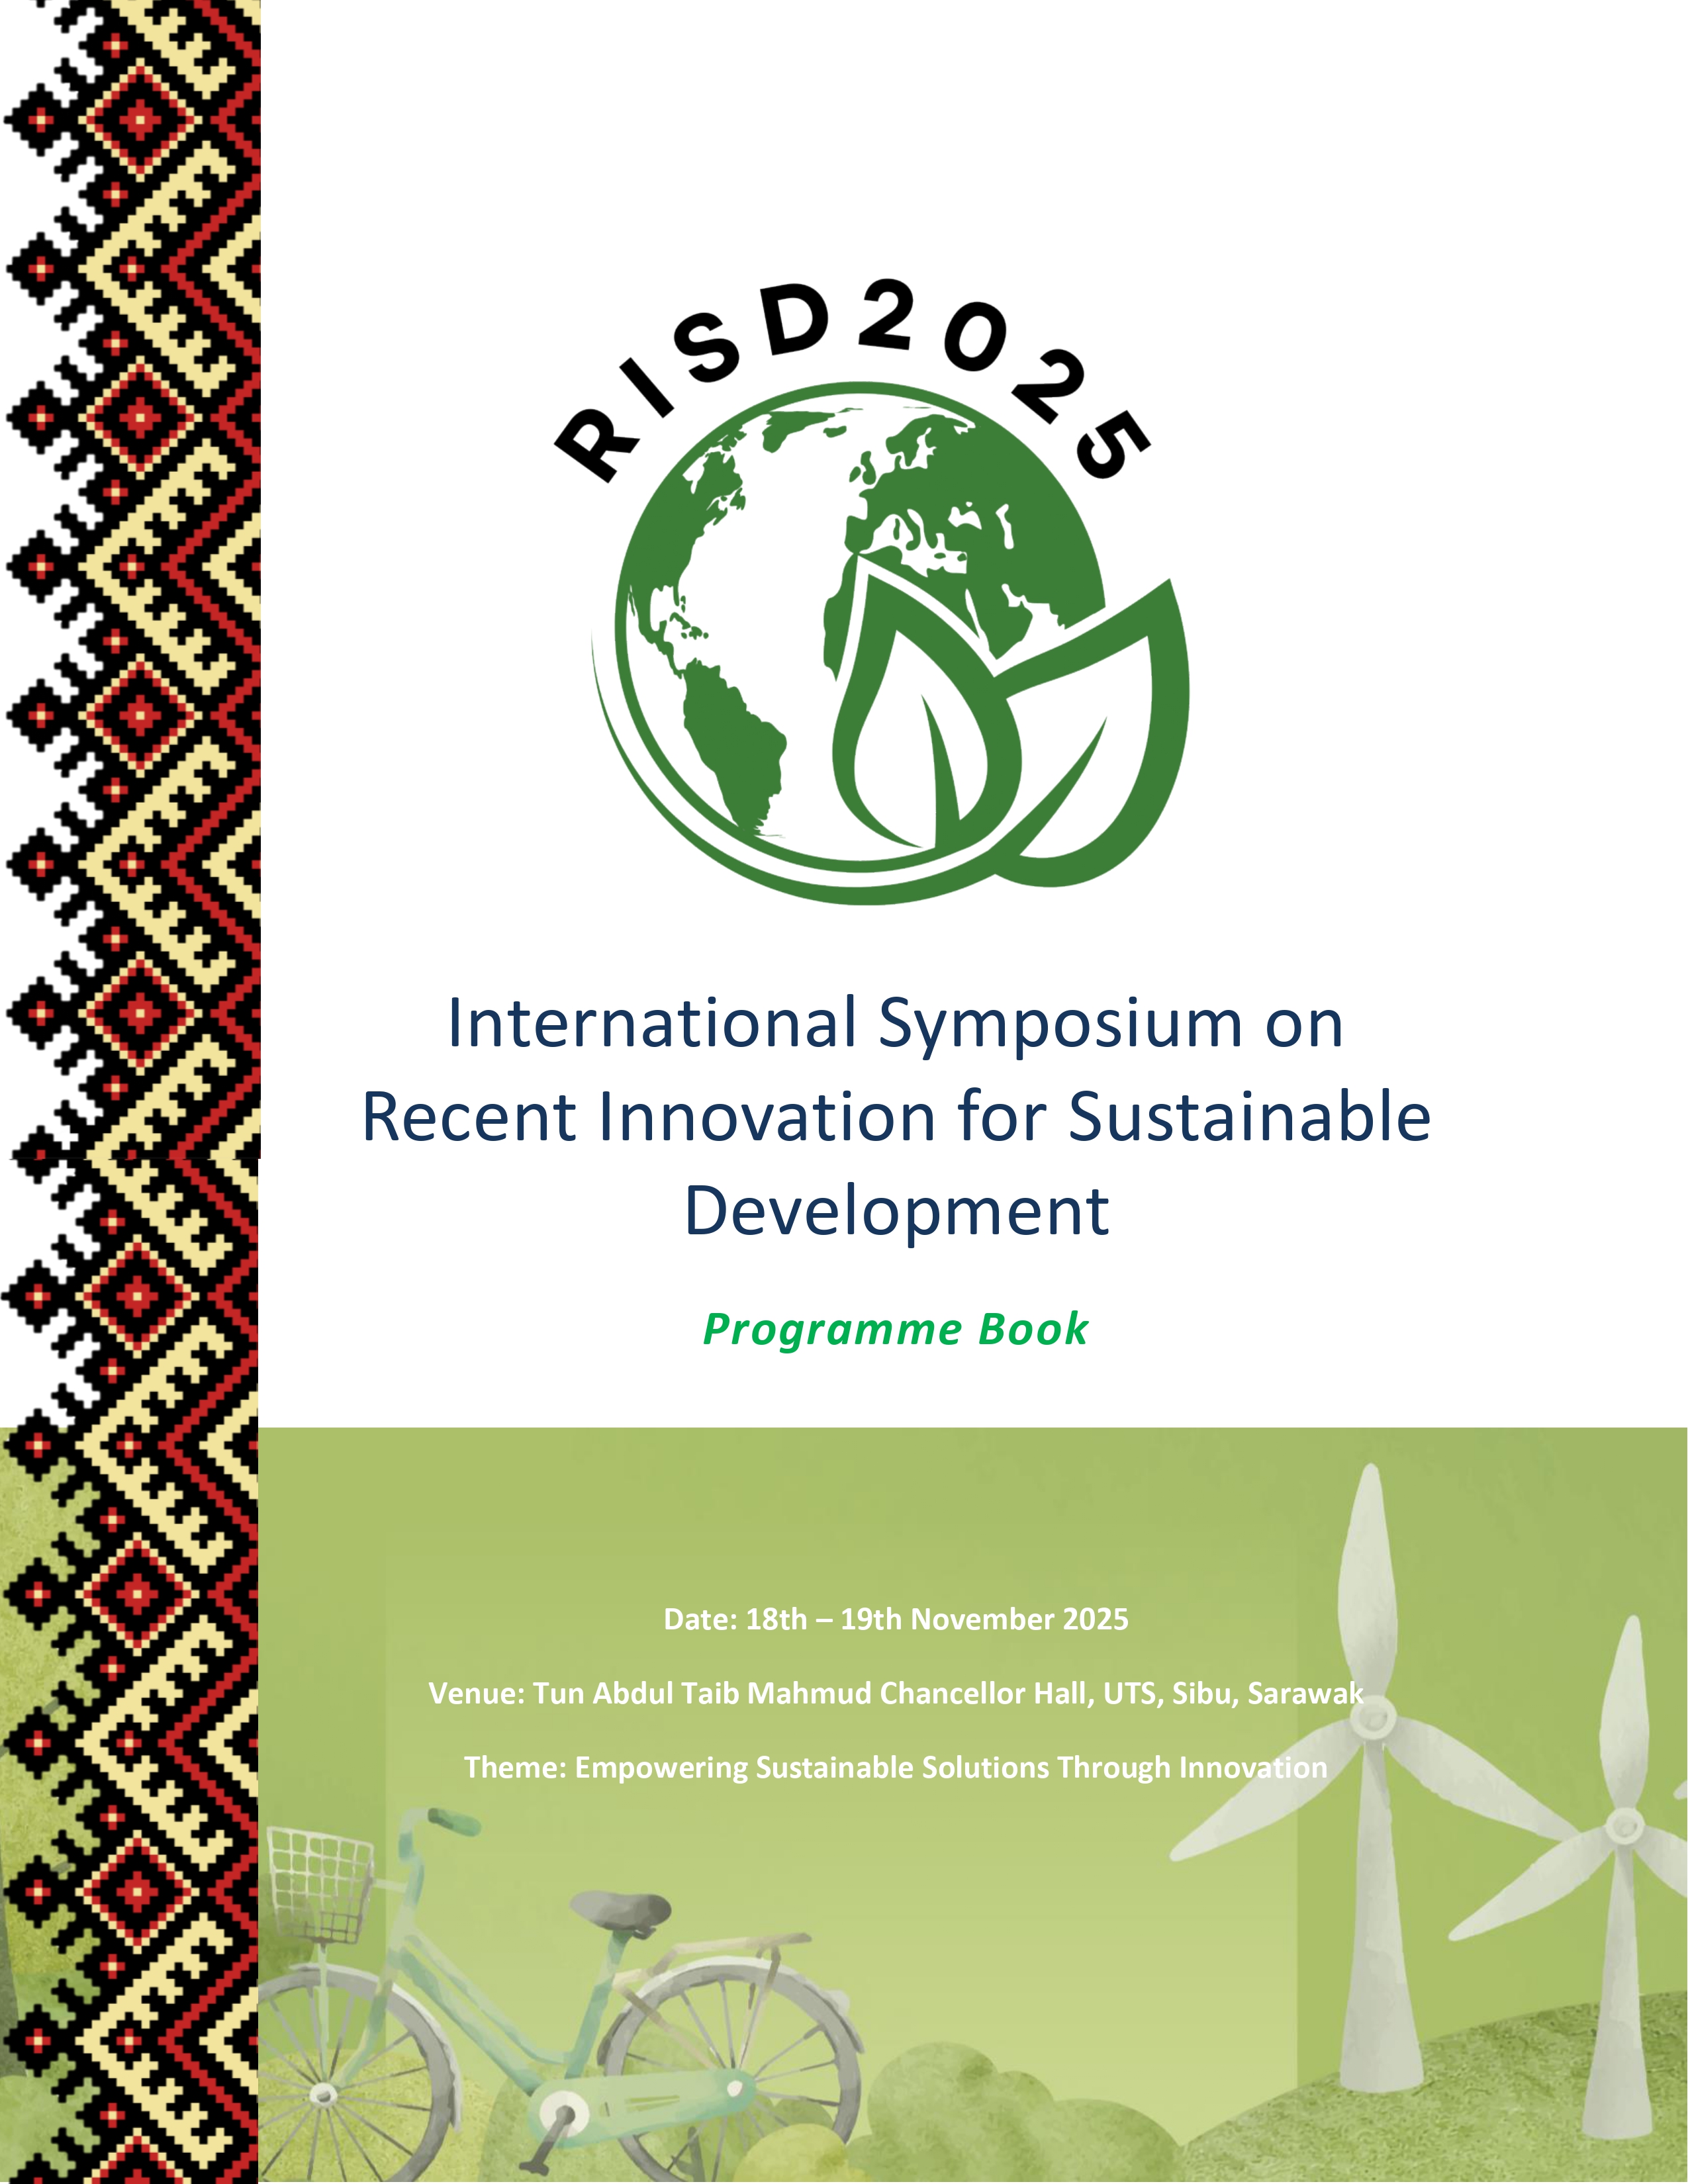 RISD2025
International Symposium on
Recent Innovation for Sustainable
Development
Programme Book
Date: 18th – 19th November 2025
Venue: Tun Abdul Taib Mahmud Chancellor Hall, UTS, Sibu, Sarawak
Theme: Empowering Sustainable Solutions Through Innovation